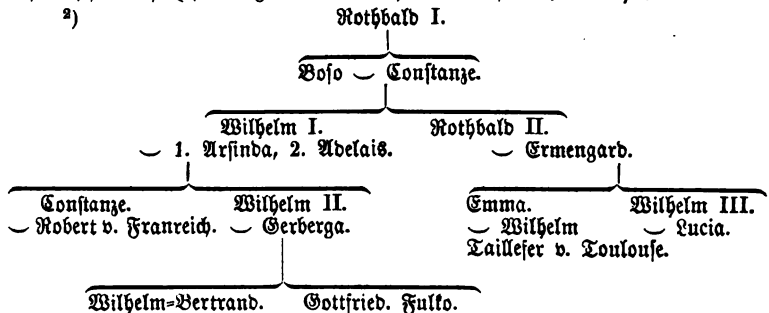 ²) Rothbald I.
Boso ⌣ Constanze.
Wilhelm I. Rothbald II.
⌣ 1. Arsinda, 2. Adelais. ⌣ Ermengard.
Constanze. Wilhelm II. Emma. Wilhelm III.
⌣ Robert v. Franreich. ⌣ Gerberga. ⌣ Wilhelm ⌣ Lucia.
Taillefer v. Toulouse.
Wilhelm=Bertrand. Gottfried. Fulko.